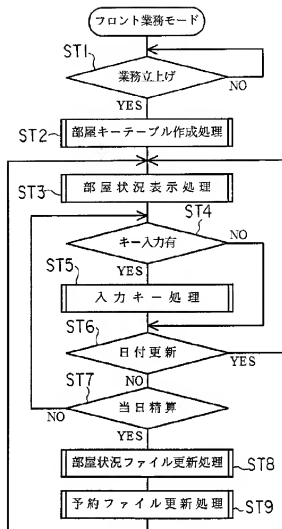 フロント業務モード
ST1
業務立上げ
NO
YES
ST2
部屋キーテーブル作成処理
ST3
部屋状況表示処理
ST4
キー入力有
NO
YES
ST5
入力キー処理
ST6
日付更新
YES
NO
ST7
当日精算
NO
YES
部屋状況ファイル更新処理
ST8
予約ファイル更新処理
ST9